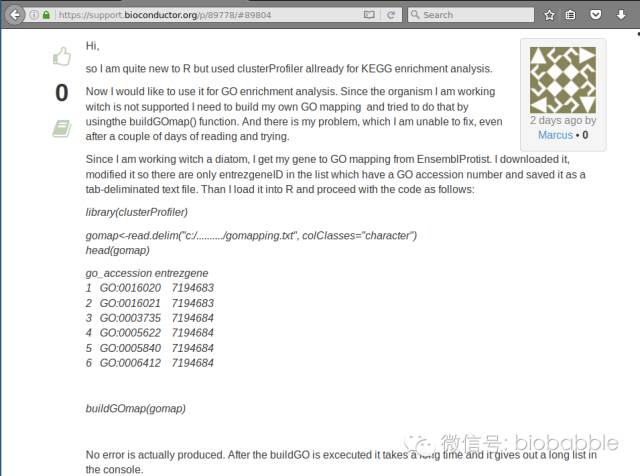 https://support.bioconductor.org/p/89778/#89804
Search
Hi,
so I am quite new to R but used clusterProfiler allready for KEGG enrichment analysis.
0
Now I would like to use it for GO enrichment analysis. Since the organism I am working
witch is not supported I need to build my own GO mapping and tried to do that by
usingthe buildGOmap() function. And there is my problem, which I am unable to fix, even
after a couple of days of reading and trying.
2 days ago by
Marcus • 0
Since I am working witch a diatom, I get my gene to GO mapping from EnsemblProtist. I downloaded it,
modified it so there are only entrezgeneID in the list which have a GO accession number and saved it as a
tab-deliminated text file. Than I load it into R and proceed with the code as follows:
library(clusterProfiler)
gomap<-read.delim("c:/........../gomapping.txt", colClasses="character")
head(gomap)
go_accession entrezgene
1 GO:0016020 7194683
2 GO:0016021 7194683
3 GO:0003735 7194684
4 GO:0005622 7194684
5 GO:0005840 7194684
6 GO:0006412 7194684
buildGOmap(gomap)
微信号: biobabble
No error is actually produced. After the buildGO is excecuted it takes a long time and it gives out a long list in
the console.